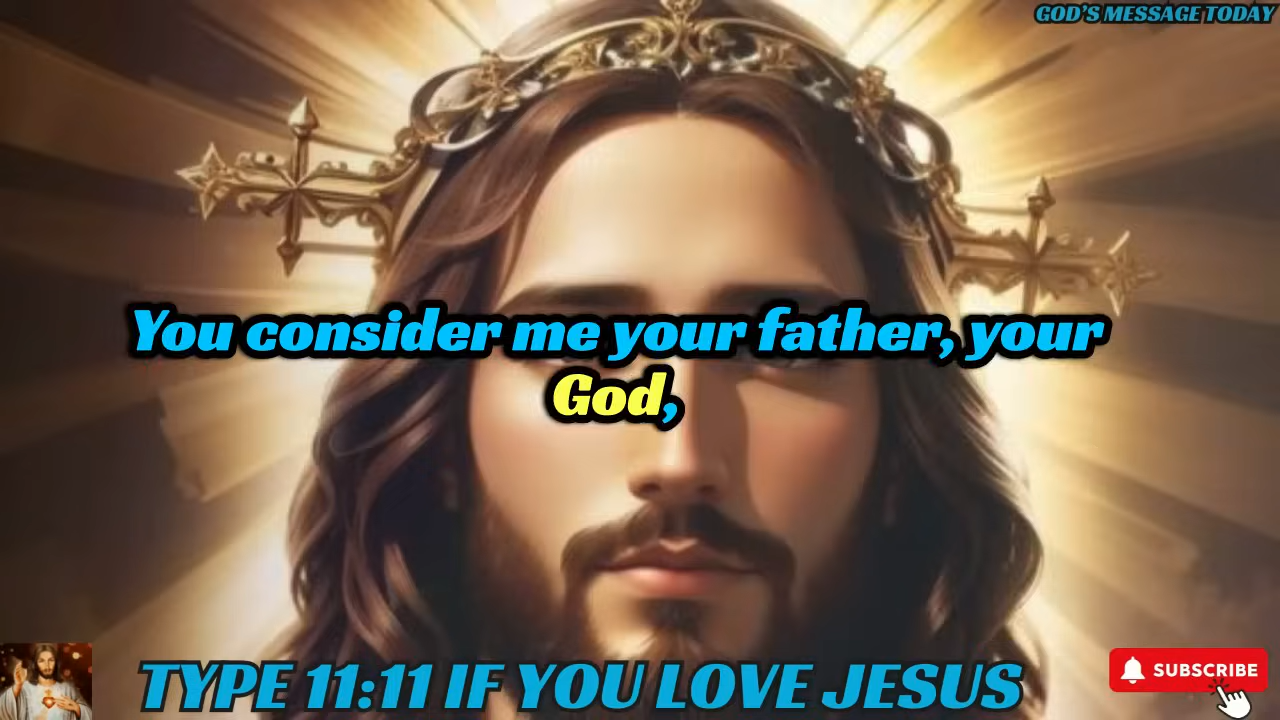 GOD'S MESSAGE TODAY
You consider me your father, your
God,
TYPE 11:11 IF YOU LOVE JESUS
SUBSCRIBE